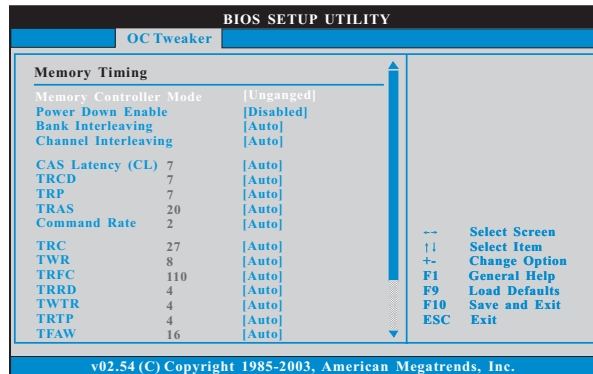 BIOS SETUP UTILITY
OC Tweaker
Memory Timing
Memory Controller Mode [Unganged]
Power Down Enable [Disabled]
Bank Interleaving [Auto]
Channel Interleaving [Auto]
CAS Latency (CL) 7 [Auto]
TRCD 7 [Auto]
TRP 7 [Auto]
TRAS 20 [Auto]
Command Rate 2 [Auto]
TRC 27 [Auto]
TWR 8 [Auto]
TRFC 110 [Auto]
TRRD 4 [Auto]
TWTR 4 [Auto]
TRTP 4 [Auto]
TFAW 16 [Auto]
←→ Select Screen
↑↓ Select Item
+- Change Option
F1 General Help
F9 Load Defaults
F10 Save and Exit
ESC Exit
v02.54 (C) Copyright 1985-2003, American Megatrends, Inc.